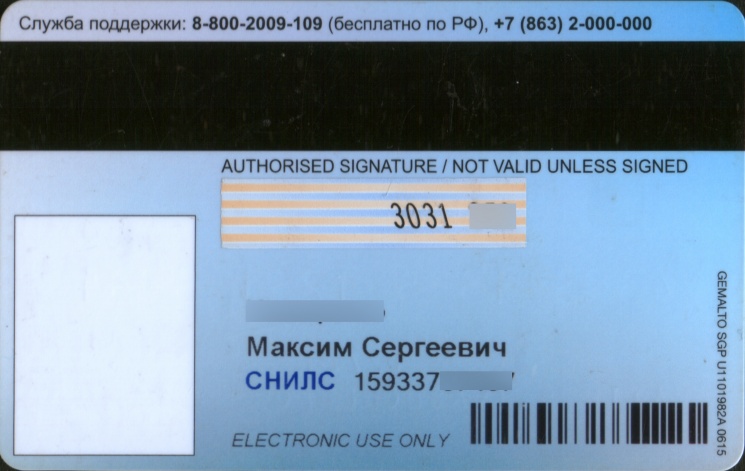 Служба поддержки: 8-800-2009-109 (бесплатно по РФ), +7 (863) 2-000-000
AUTHORISED SIGNATURE / NOT VALID UNLESS SIGNED
3031
Максим Сергеевич
СНИЛС 159337
ELECTRONIC USE ONLY
GEMALTO SGP U1101982A 0615